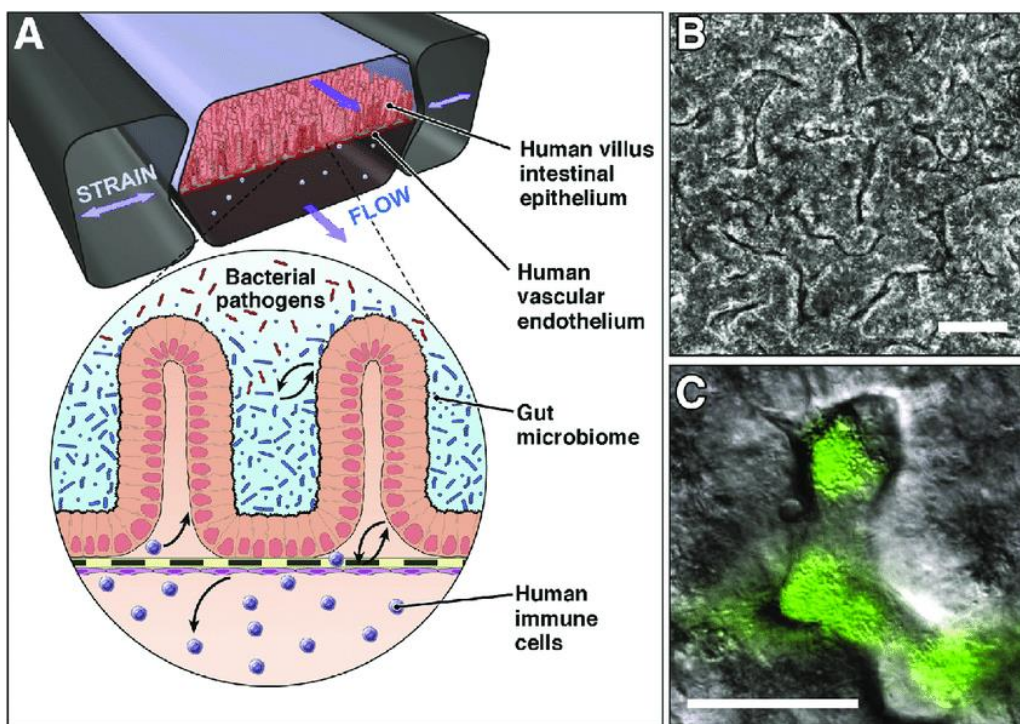 A
STRAIN
FLOW
Human villus
intestinal
epithelium
Human
vascular
endothelium
Bacterial
pathogens
Gut
microbiome
Human
immune
cells
B
C